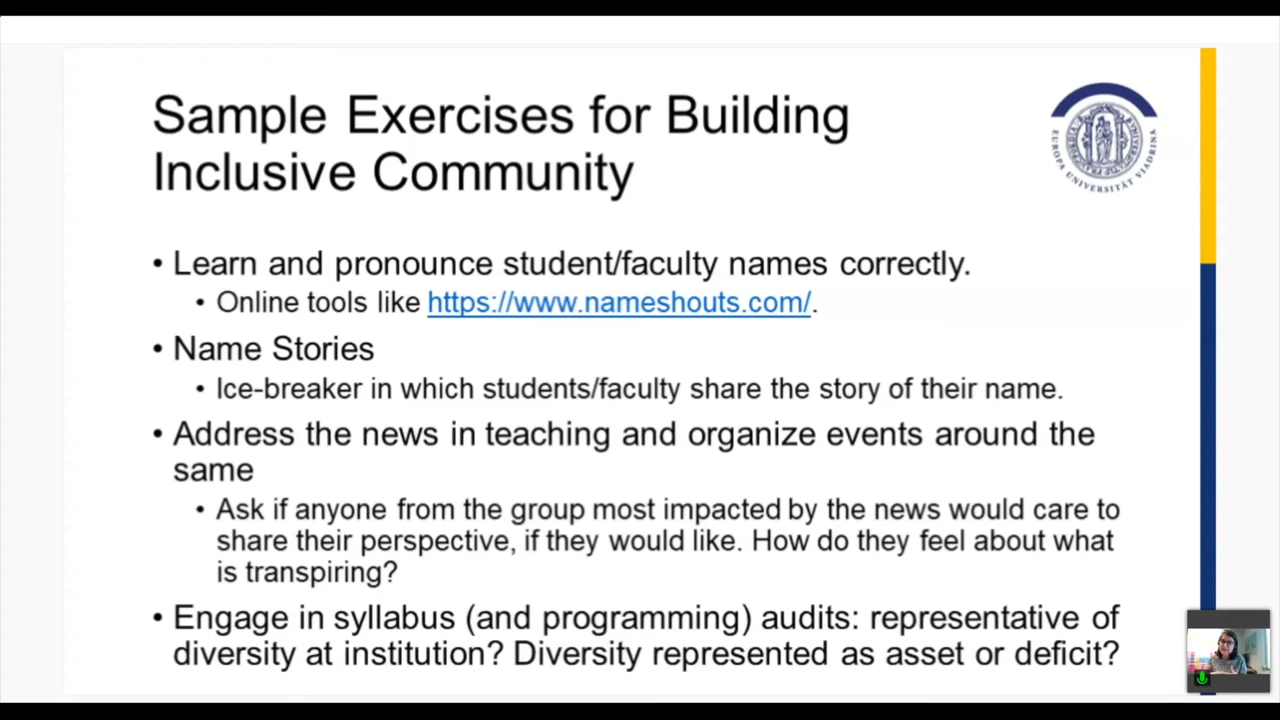 Sample Exercises for Building
Inclusive Community
EUROPA UNIVERSITÄT VIADRINA
• Learn and pronounce student/faculty names correctly.
• Online tools like https://www.nameshouts.com/.
• Name Stories
• Ice-breaker in which students/faculty share the story of their name.
• Address the news in teaching and organize events around the
same
• Ask if anyone from the group most impacted by the news would care to
share their perspective, if they would like. How do they feel about what
is transpiring?
• Engage in syllabus (and programming) audits: representative of
diversity at institution? Diversity represented as asset or deficit?